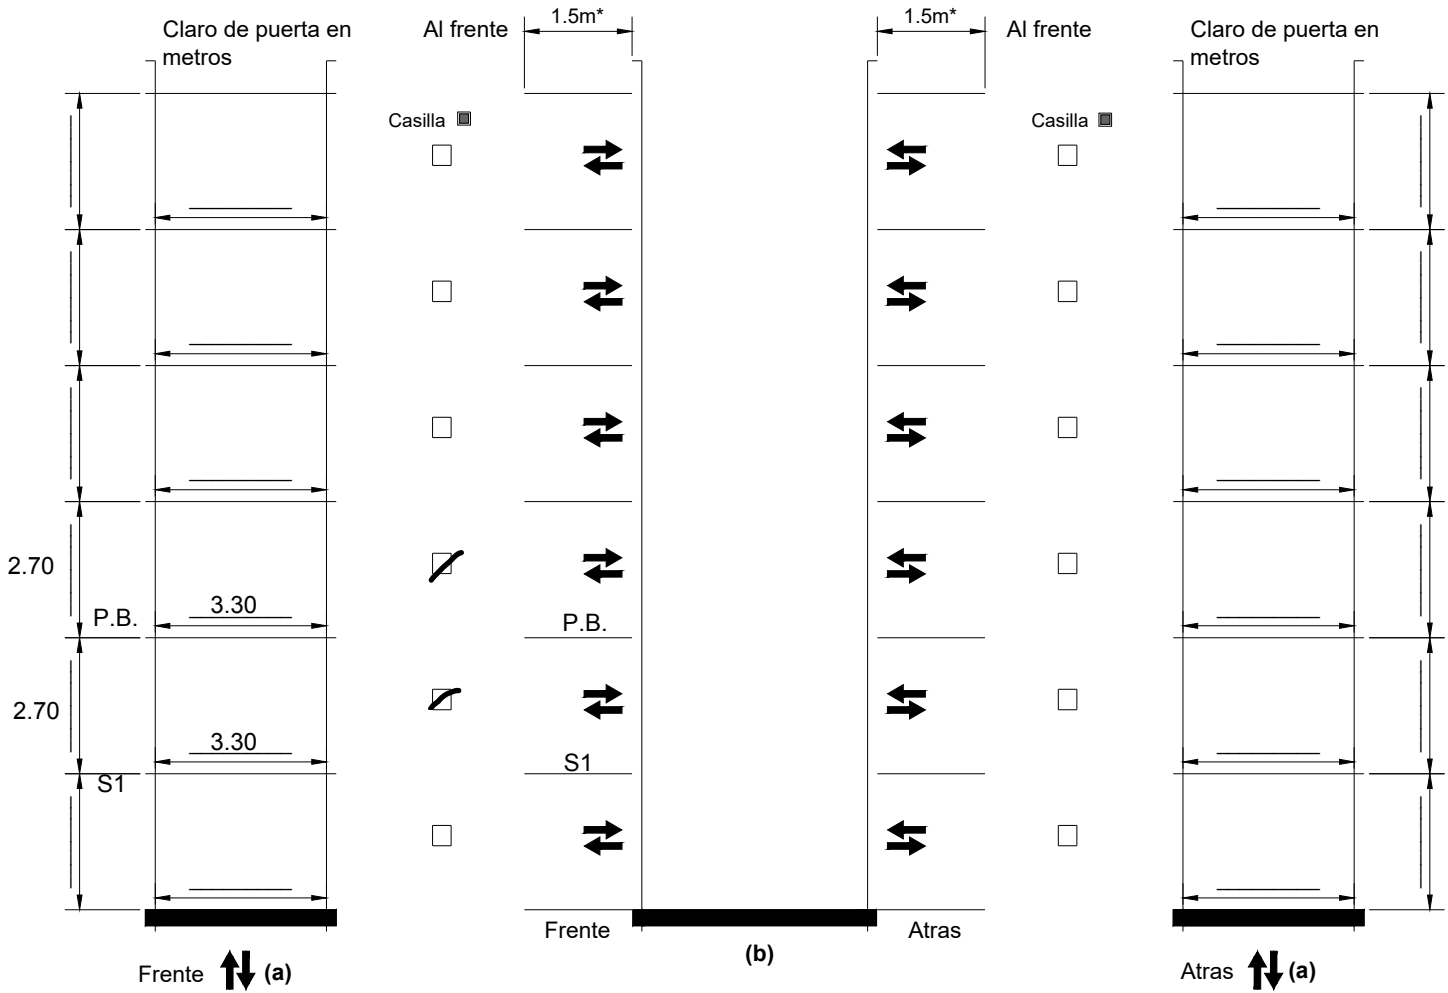 Claro de puerta en
metros
Al frente
1.5m*
1.5m*
Al frente
Claro de puerta en
metros
Casilla
Casilla
2.70
3.30
P.B.
P.B.
2.70
3.30
S1
S1
Frente
(b)
Atras
Frente (a)
Atras (a)